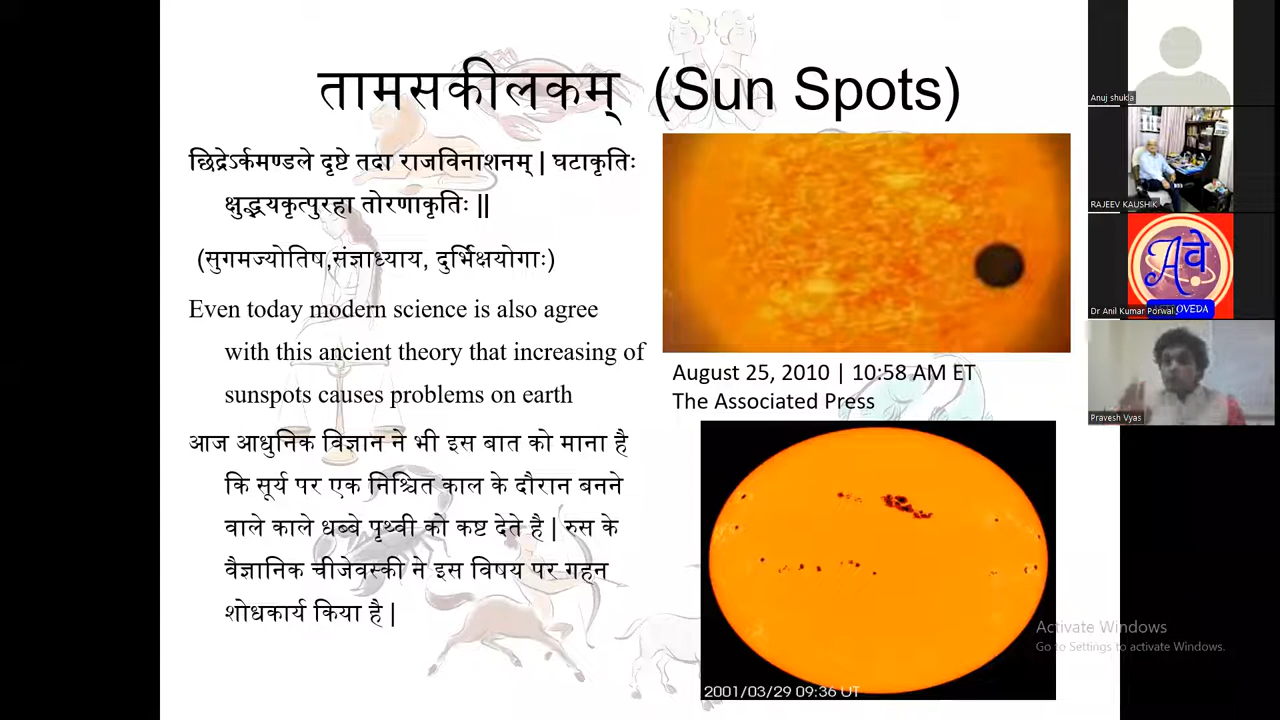 तामसकीलकम् (Sun Spots)
छिद्रेऽर्कमण्डले दृष्टे तदा राजविनाशनम् | घटाकृतिः
क्षुद्भयकृत्पुरहा तोरणाकृतिः ||
(सुगमज्योतिष,संज्ञाध्याय, दुर्भिक्षयोगाः)
Even today modern science is also agree
with this ancient theory that increasing of
sunspots causes problems on earth
आज आधुनिक विज्ञान ने भी इस बात को माना है
कि सूर्य पर एक निश्चित काल के दौरान बनने
वाले काले धब्बे पृथ्वी को कष्ट देते है | रुस के
वैज्ञानिक चीजेवस्की ने इस विषय पर गहन
शोधकार्य किया है |
August 25, 2010 | 10:58 AM ET
The Associated Press
2001/03/29 09:36 UT
Activate Windows
Go to Settings to activate Windows.
Anuj shukla
RAJEEV KAUSHIK
Aवे
OVEDA
Dr Anil Kumar Porwal
Pravesh Vyas